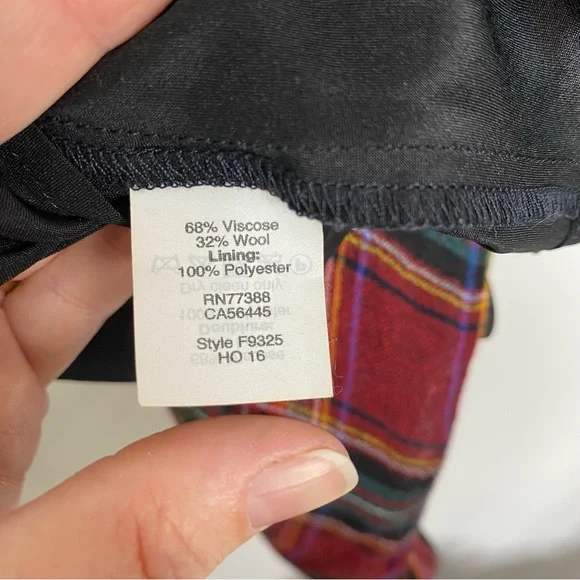 68% Viscose
32% Wool
Lining:
100% Polyester
RN77388
CA56445
Style F9325
HO 16